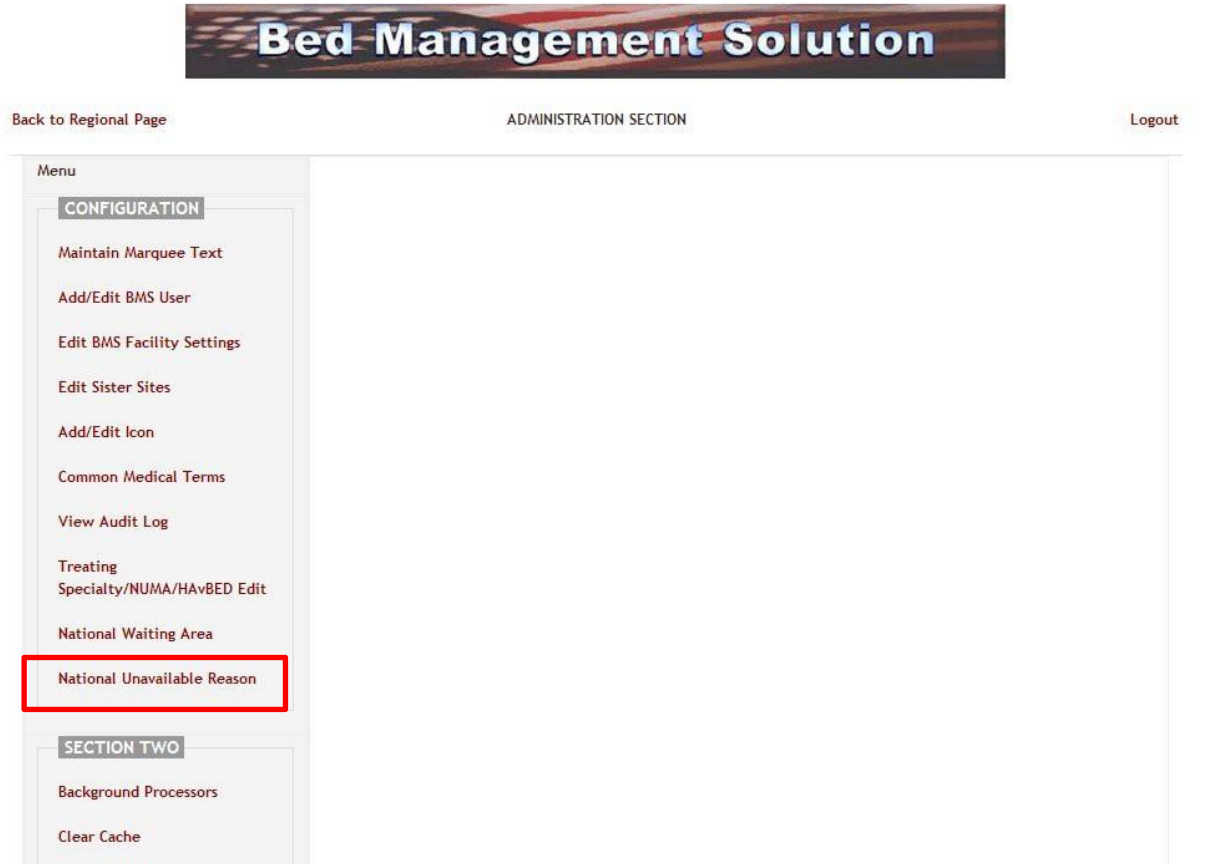 Bed Management Solution
Back to Regional Page ADMINISTRATION SECTION Logout
Menu
CONFIGURATION
Maintain Marquee Text
Add/Edit BMS User
Edit BMS Facility Settings
Edit Sister Sites
Add/Edit Icon
Common Medical Terms
View Audit Log
Treating
Specialty/NUMA/HAvBED Edit
National Waiting Area
National Unavailable Reason
SECTION TWO
Background Processors
Clear Cache